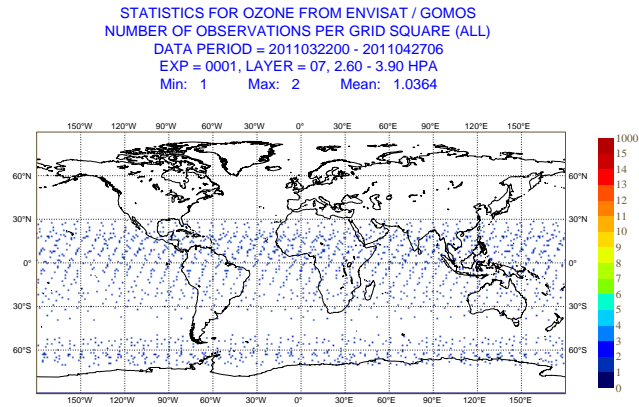 STATISTICS FOR OZONE FROM ENVISAT / GOMOS
NUMBER OF OBSERVATIONS PER GRID SQUARE (ALL)
DATA PERIOD = 2011032200 - 2011042706
EXP = 0001, LAYER = 07, 2.60 - 3.90 HPA
Min: 1 Max: 2 Mean: 1.0364
150°W 120°W 90°W 60°W 30°W 0°E 30°E 60°E 90°E 120°E 150°E
60°N 60°N
30°N 30°N
0° 0°
30°S 30°S
60°S 60°S
150°W 120°W 90°W 60°W 30°W 0°E 30°E 60°E 90°E 120°E 150°E
1000
15
14
13
12
11
10
9
8
7
6
5
4
3
2
1
0